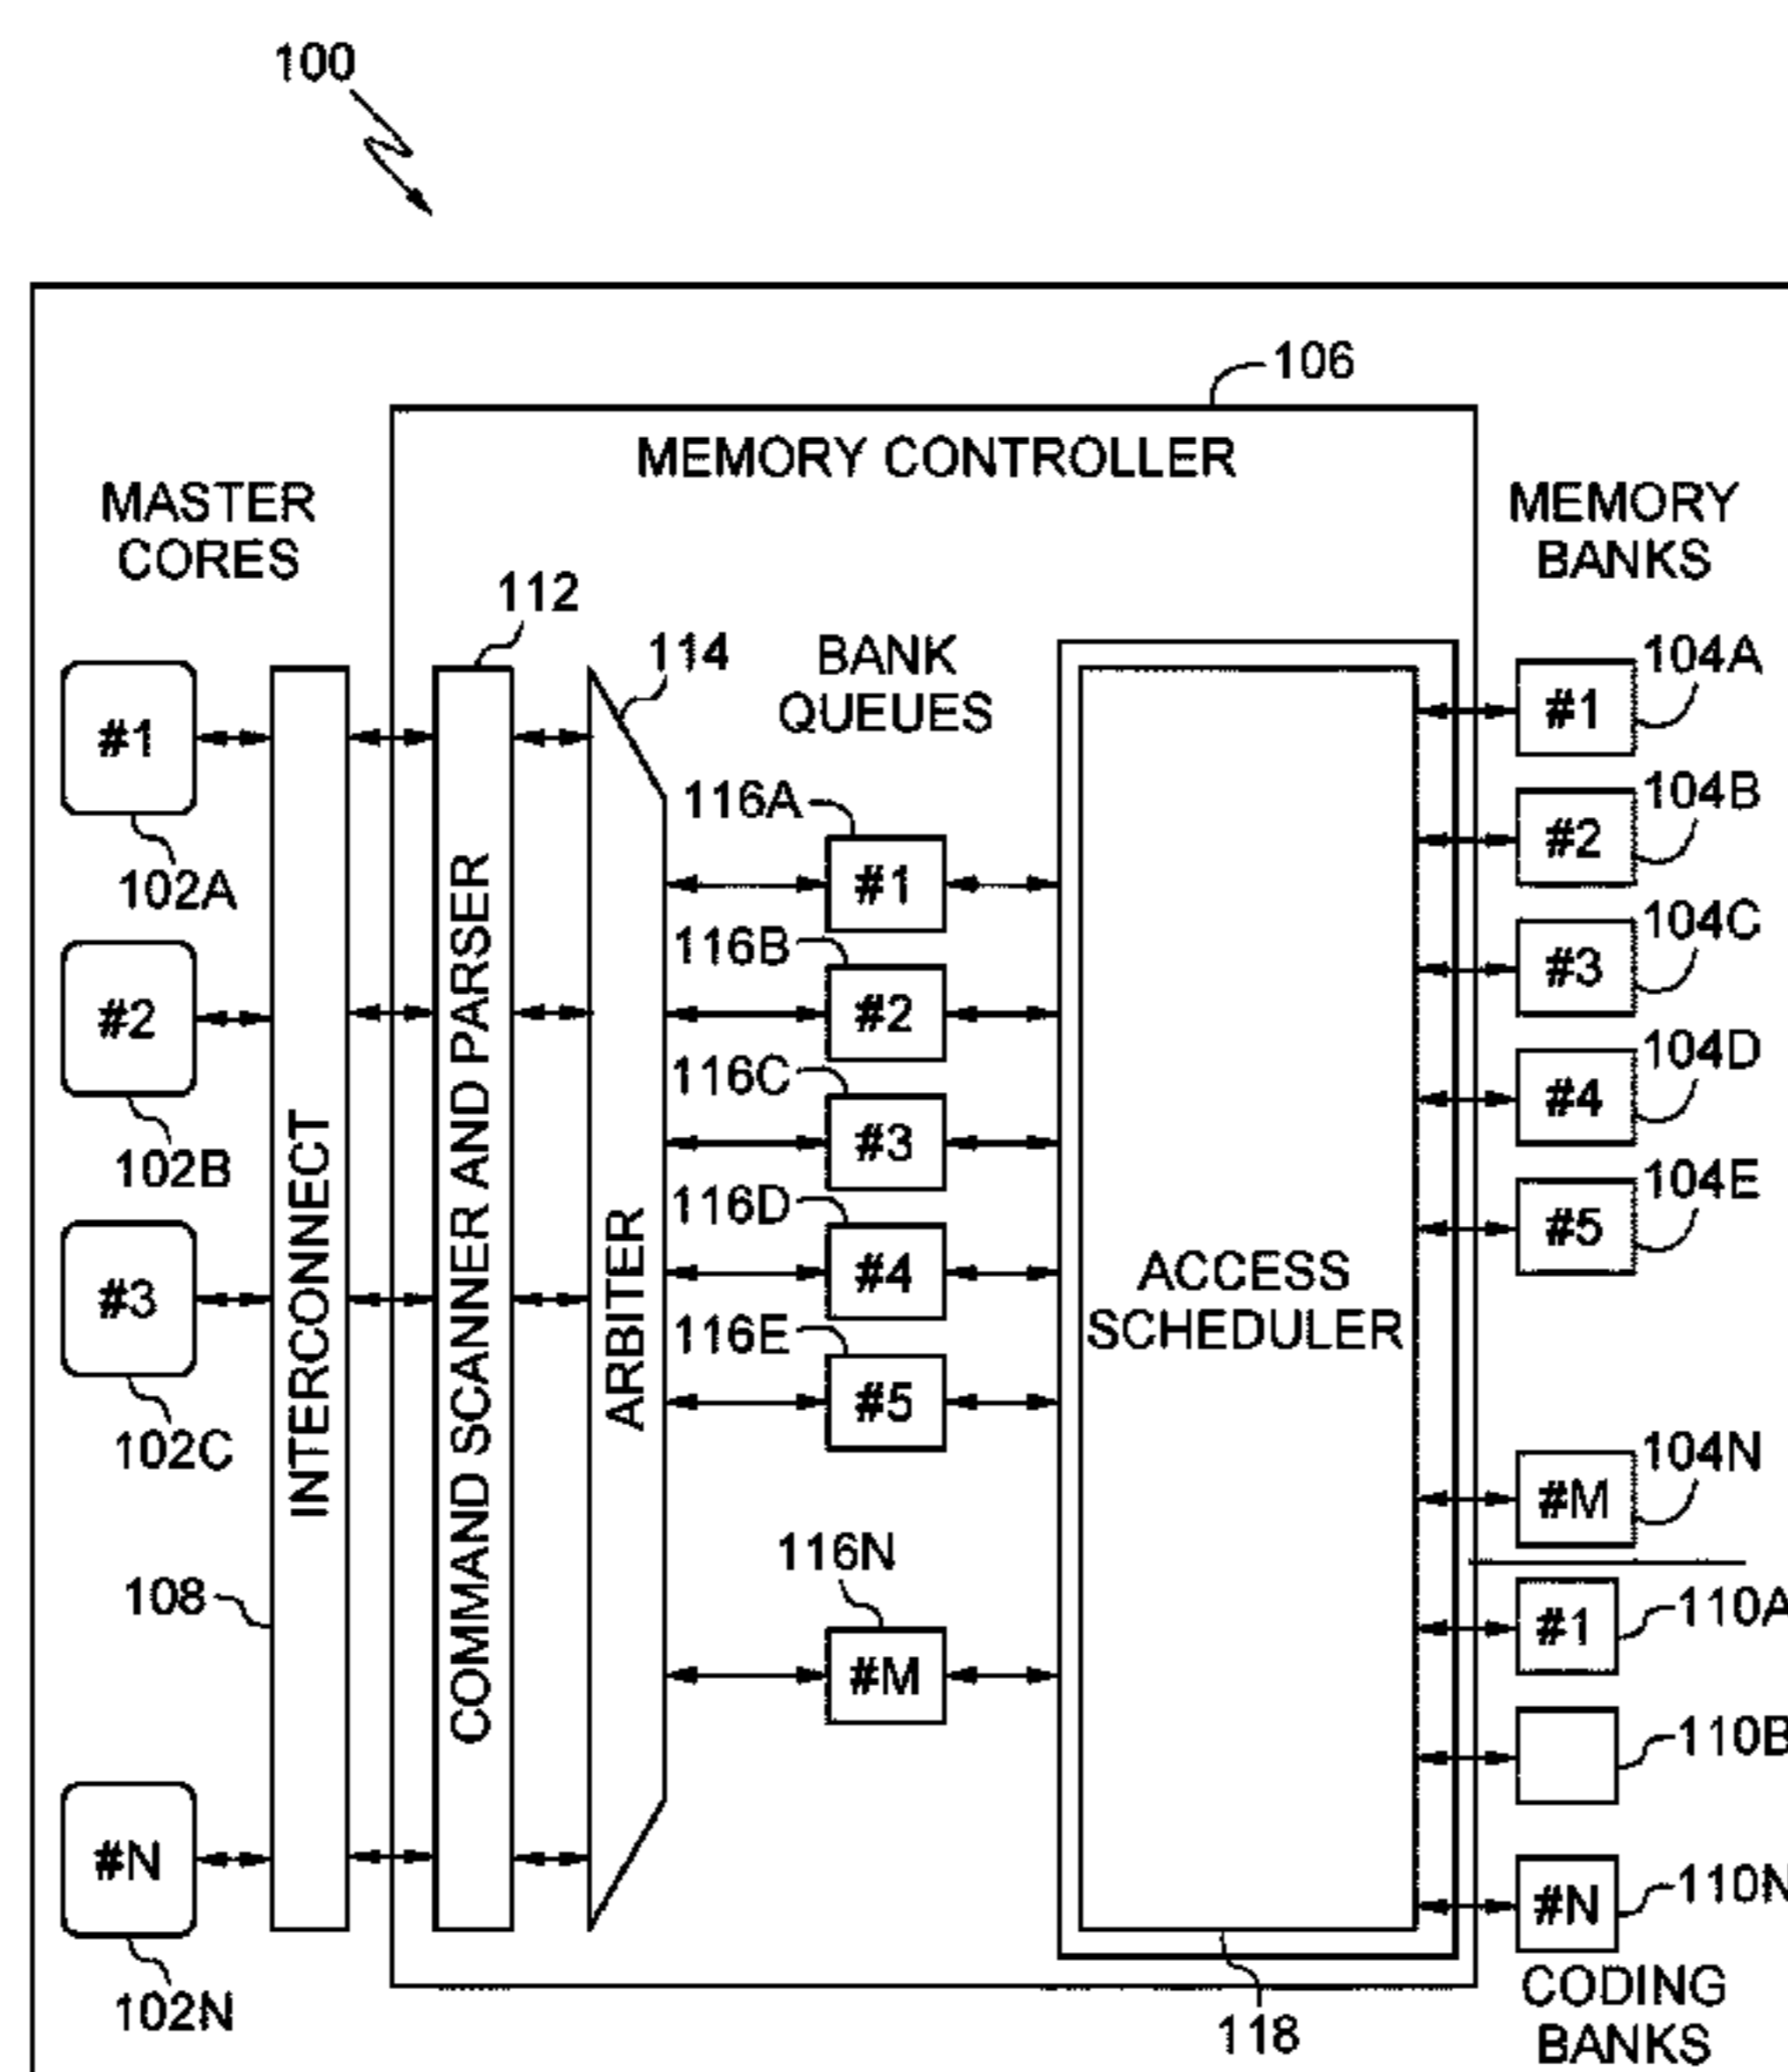 100
106
MEMORY CONTROLLER
MASTER
CORES
MEMORY
BANKS
112
114
BANK
QUEUES
#1
102A
#2
102B
#3
102C
#N
102N
INTERCONNECT
108
COMMAND SCANNER AND PARSER
ARBITER
116A
#1
116B
#2
116C
#3
116D
#4
116E
#5
116N
#M
ACCESS
SCHEDULER
118
#1
104A
#2
104B
#3
104C
#4
104D
#5
104E
#M
104N
#1
110A
110B
#N
110N
CODING
BANKS